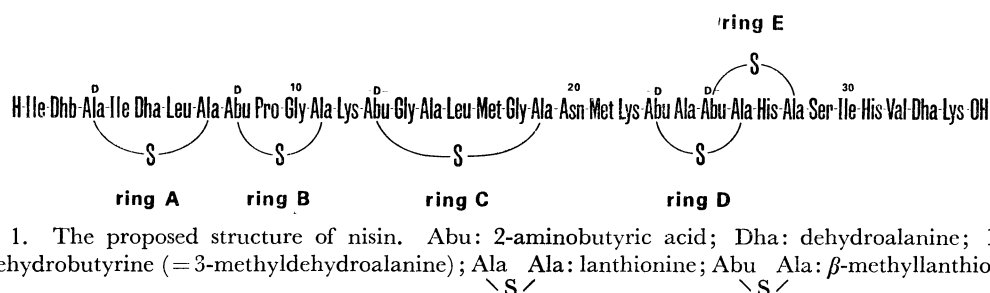 ring E
S
D D 10 D 20 D D 30
H-Ile-Dhb-Ala-Ile-Dha-Leu-Ala-Abu-Pro-Gly-Ala-Lys-Abu-Gly-Ala-Leu-Met-Gly-Ala-Asn-Met-Lys-Abu-Ala-Abu-Ala-His-Ala-Ser-Ile-His-Val-Dha-Lys-OH
S S S S
ring A ring B ring C ring D
1. The proposed structure of nisin. Abu: 2-aminobutyric acid; Dha: dehydroalanine;
ehydrobutyrine (=3-methyldehydroalanine); Ala Ala: lanthionine; Abu Ala: β-methyllanthio
S S